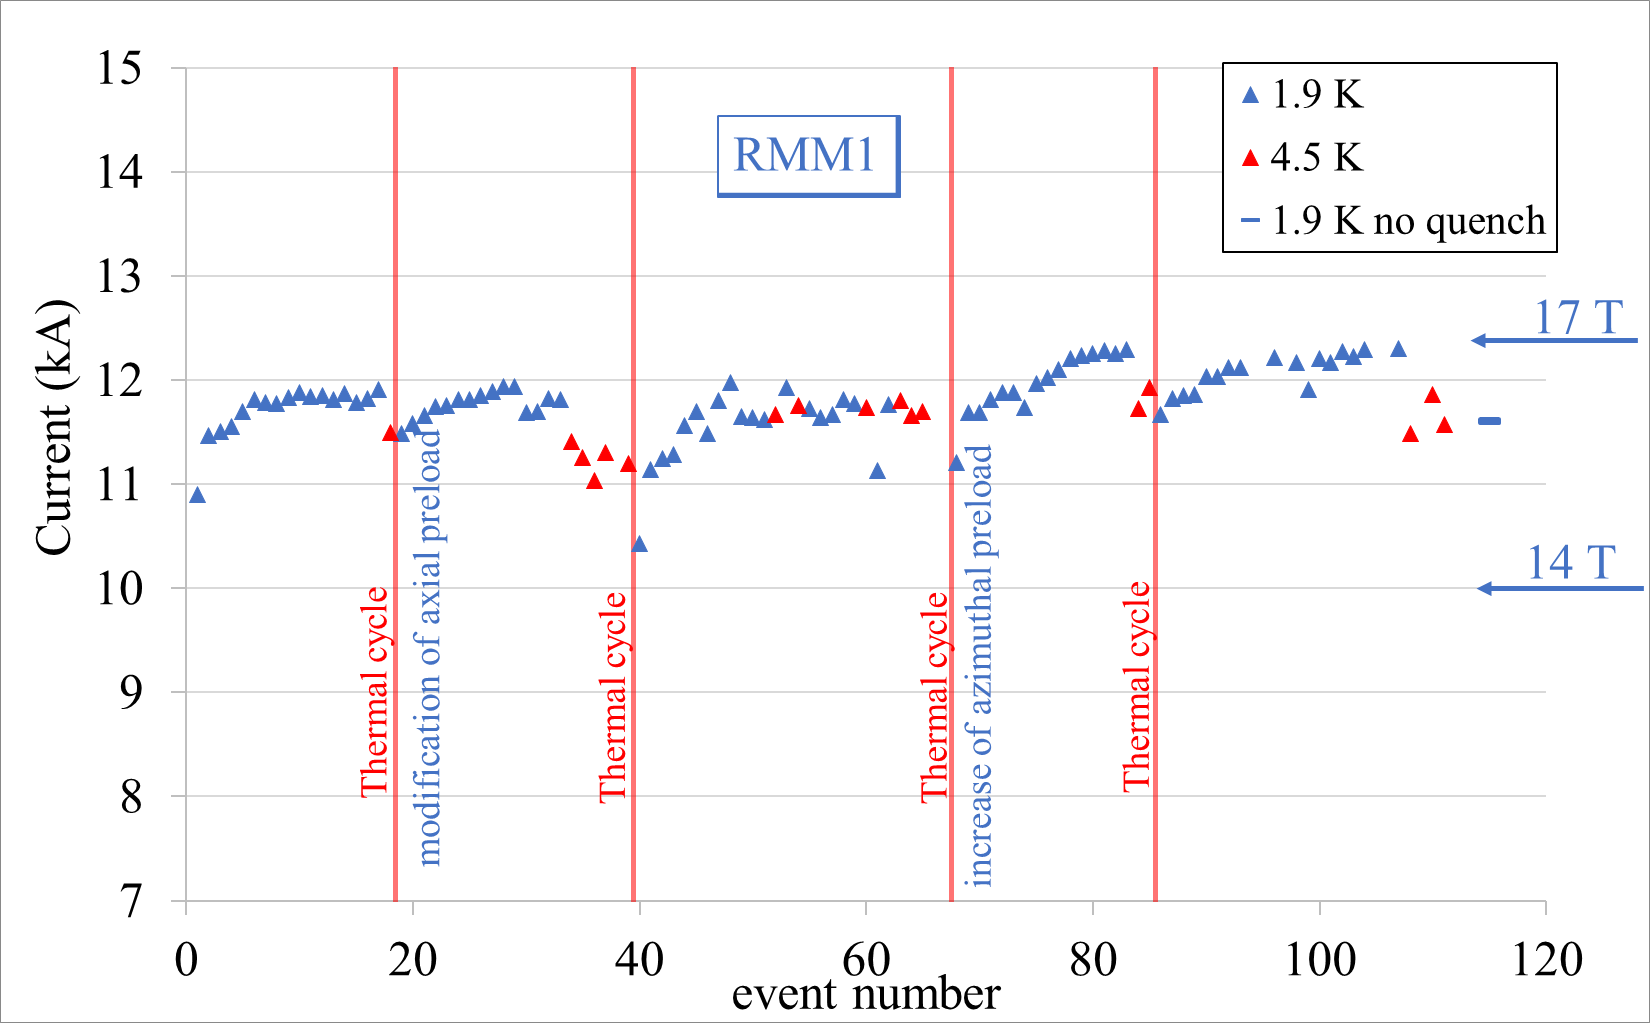 15
14
13
12
11
10
9
8
7
Current (kA)
0
20
40
60
80
100
120
event number
RMM1
1.9 K
4.5 K
1.9 K no quench
17 T
14 T
Thermal cycle
modification of axial preload
Thermal cycle
Thermal cycle
increase of azimuthal preload
Thermal cycle